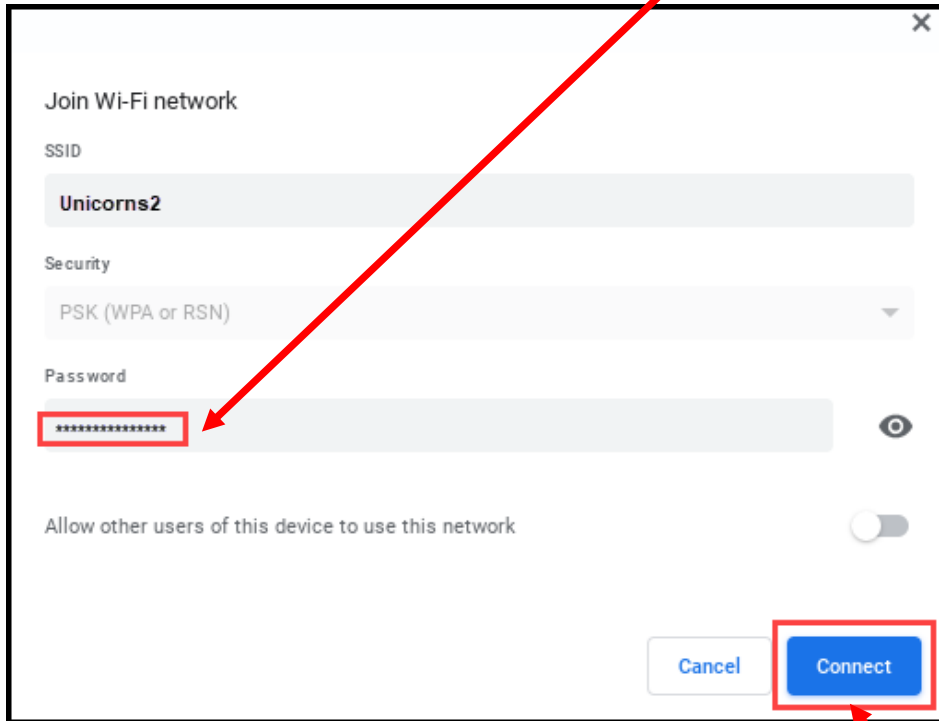 Join Wi-Fi network
SSID
Unicorns2
Security
PSK (WPA or RSN)
Password
***************
Allow other users of this device to use this network
Cancel Connect